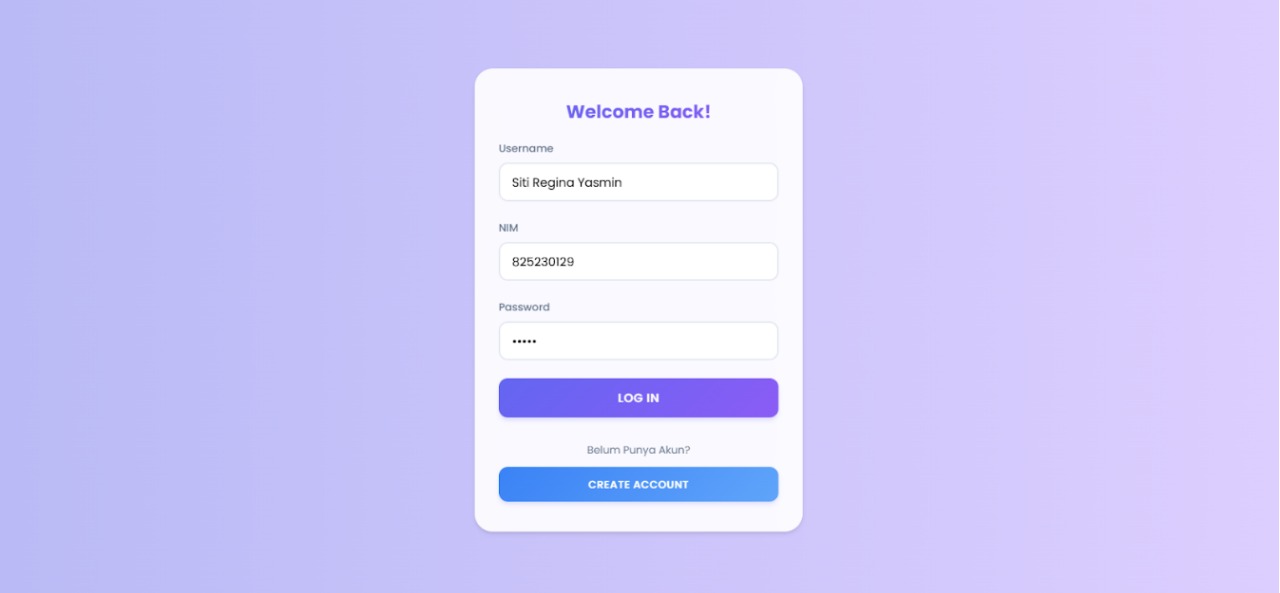 Welcome Back!
Username
Siti Regina Yasmin
NIM
825230129
Password
•••••
LOG IN
Belum Punya Akun?
CREATE ACCOUNT